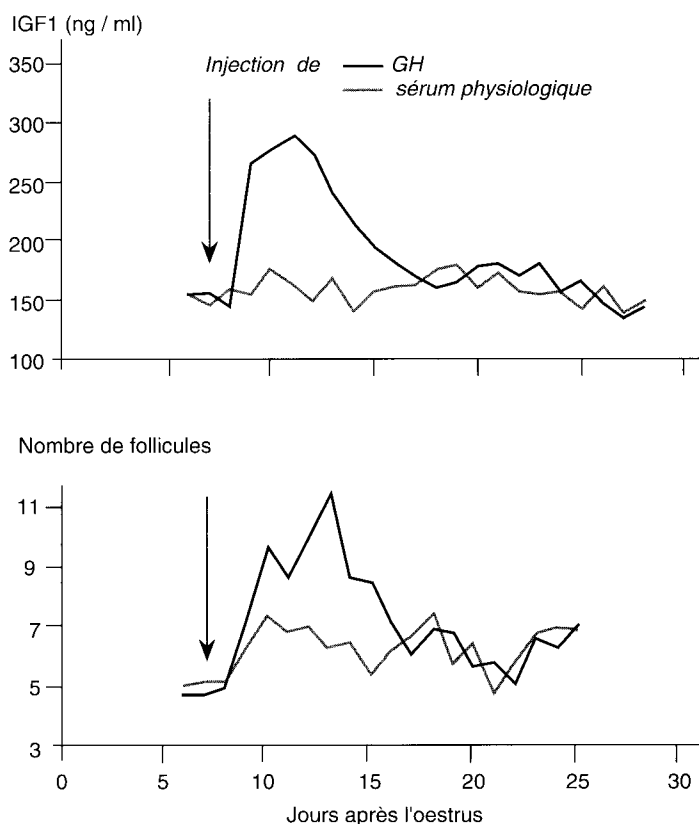 IGF1 (ng / ml)
350
Injection de GH
sérum physiologique
300
250
200
150
100
Nombre de follicules
11
9
7
5
3
0 5 10 15 20 25 30
Jours après l'oestrus